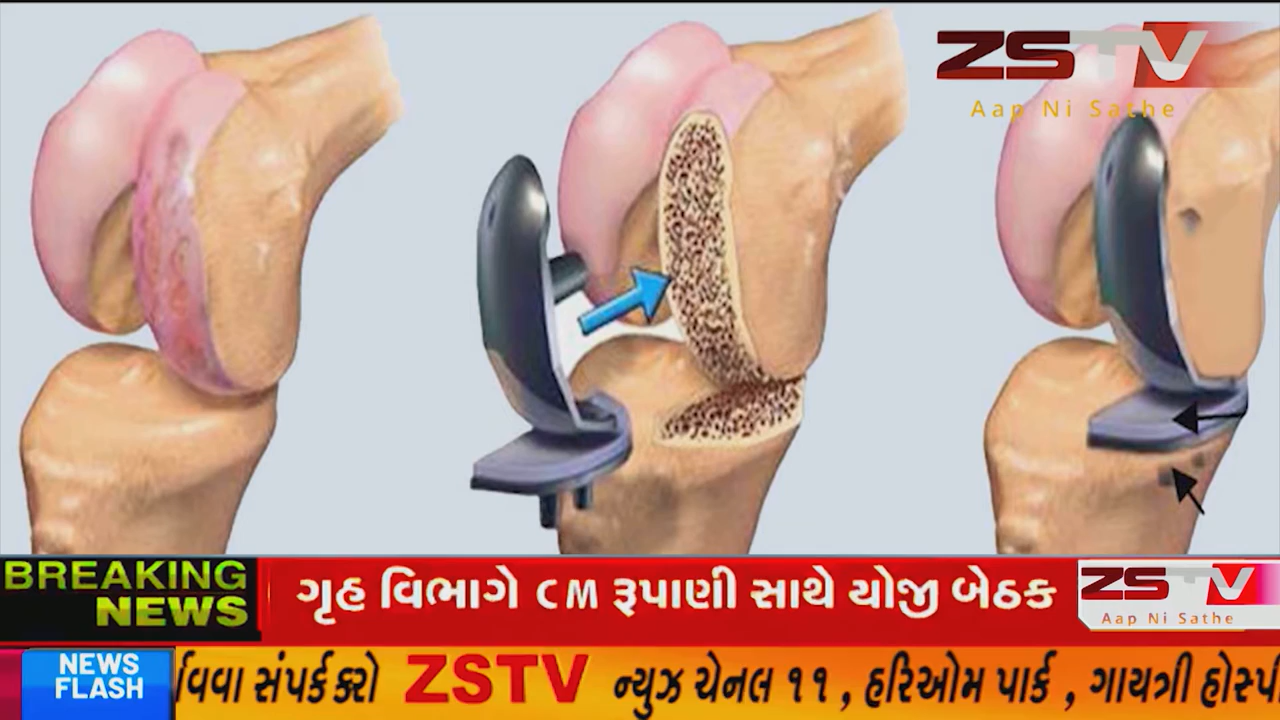 ZSTV
Aap Ni Sathe
BREAKING
NEWS
ગૃહ વિભાગે CM રૂપાણી સાથે યોજી બેઠક
ZSTV
Aap Ni Sathe
NEWS
FLASH
સંપર્ક કરો ZSTV ન્યુઝ ચેનલ ૧૧ , હરિઓમ પાર્ક , ગાયત્રી